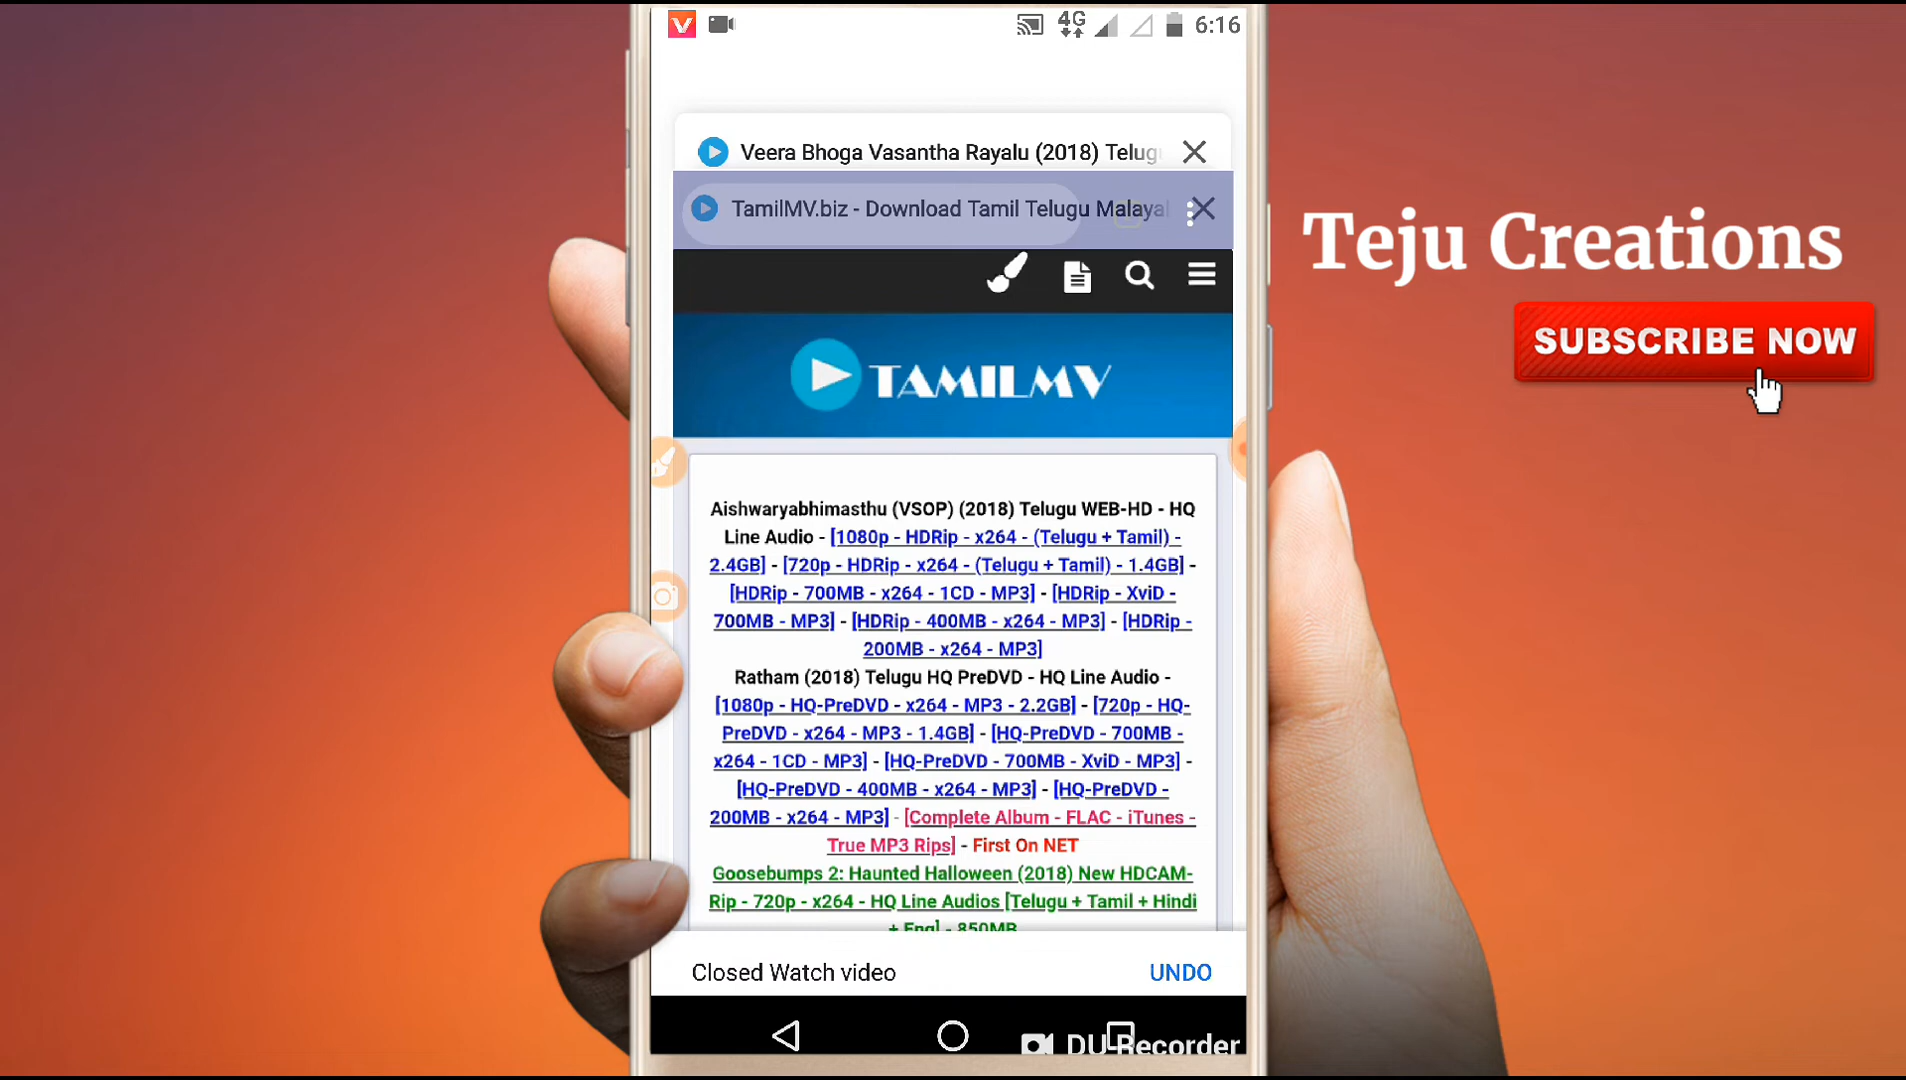 4G 6:16
Veera Bhoga Vasantha Rayalu (2018) Telug
TamilMV.biz - Download Tamil Telugu Malayal
TAMILMV
Teju Creations
SUBSCRIBE NOW
Aishwaryabhimasthu (VSOP) (2018) Telugu WEB-HD - HQ
Line Audio - [1080p - HDRip - x264 - (Telugu + Tamil) -
2.4GB] - [720p - HDRip - x264 - (Telugu + Tamil) - 1.4GB] -
[HDRip - 700MB - x264 - 1CD - MP3] - [HDRip - XviD -
700MB - MP3] - [HDRip - 400MB - x264 - MP3] - [HDRip -
200MB - x264 - MP3]
Ratham (2018) Telugu HQ PreDVD - HQ Line Audio -
[1080p - HQ-PreDVD - x264 - MP3 - 2.2GB] - [720p - HQ-
PreDVD - x264 - MP3 - 1.4GB] - [HQ-PreDVD - 700MB -
x264 - 1CD - MP3] - [HQ-PreDVD - 700MB - XviD - MP3] -
[HQ-PreDVD - 400MB - x264 - MP3] - [HQ-PreDVD -
200MB - x264 - MP3] - [Complete Album - FLAC - iTunes -
True MP3 Rips] - First On NET
Goosebumps 2: Haunted Halloween (2018) New HDCAM-
Rip - 720p - x264 - HQ Line Audios [Telugu + Tamil + Hindi
+ Eng] - 850MB
Closed Watch video UNDO
DU Recorder